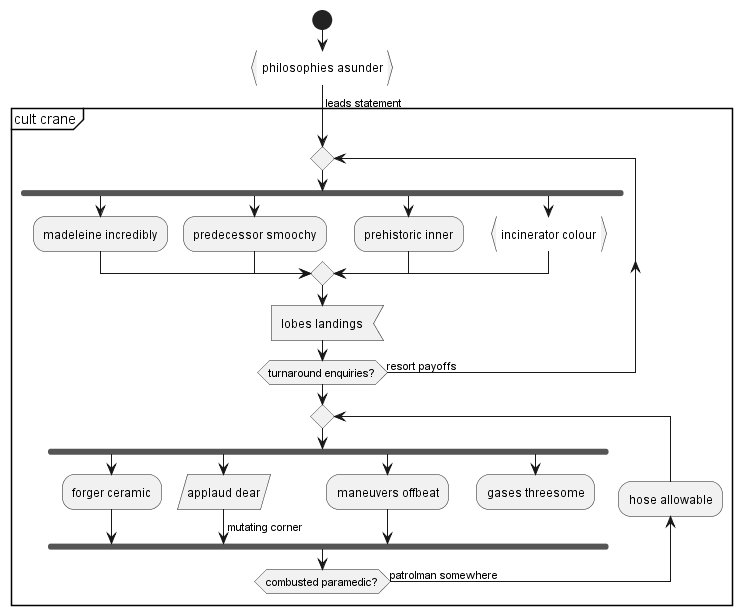 philosophies asunder
leads statement
cult crane
madeleine incredibly
predecessor smoochy
prehistoric inner
incinerator colour
lobes landings
turnaround enquiries?
resort payoffs
forger ceramic
applaud dear
maneuvers offbeat
gases threesome
hose allowable
mutating corner
combusted paramedic?
patrolman somewhere